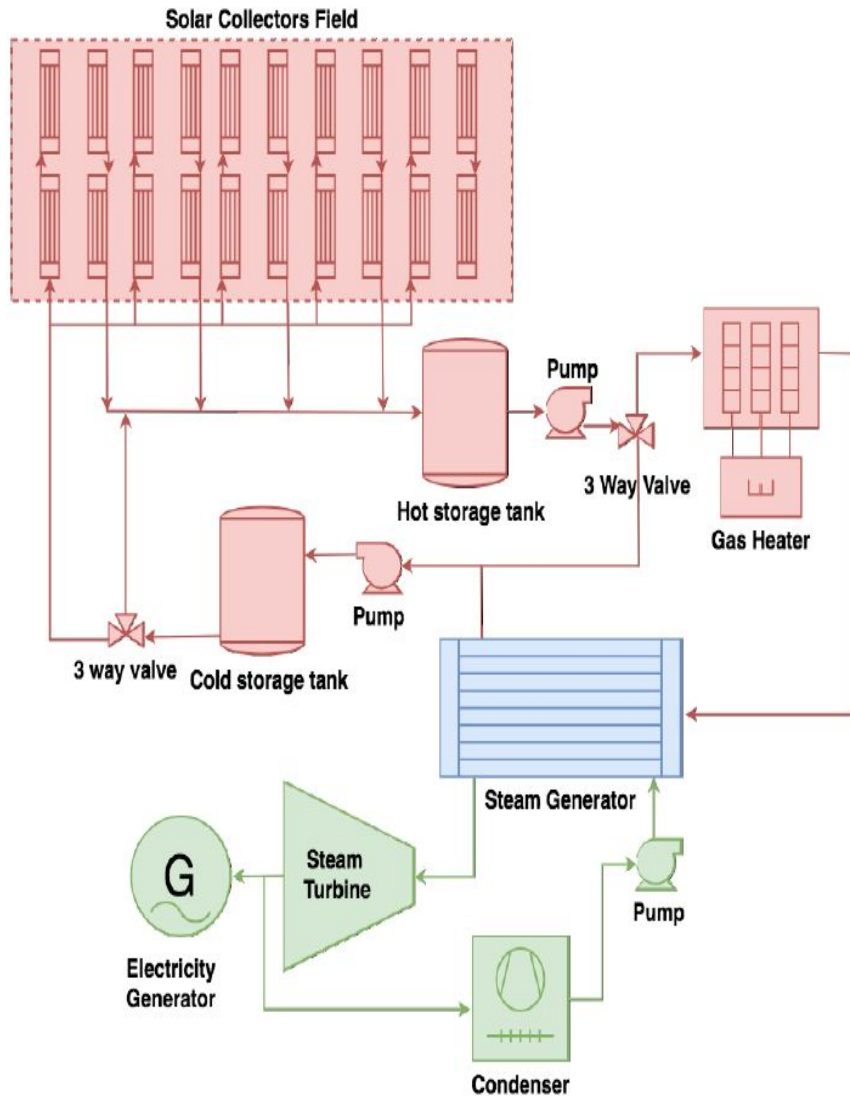 Solar Collectors Field
Pump
3 Way Valve
Hot storage tank
Gas Heater
Pump
3 way valve
Cold storage tank
Steam Generator
Steam
Turbine
G
Pump
Electricity
Generator
Condenser